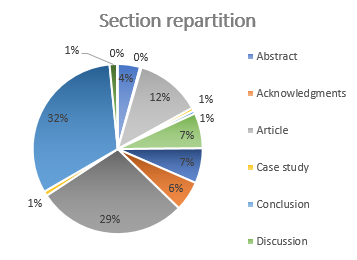 Section repartition
1%
0%
0%
4%
12%
1%
1%
7%
7%
6%
29%
1%
32%
Abstract
Acknowledgments
Article
Case study
Conclusion
Discussion